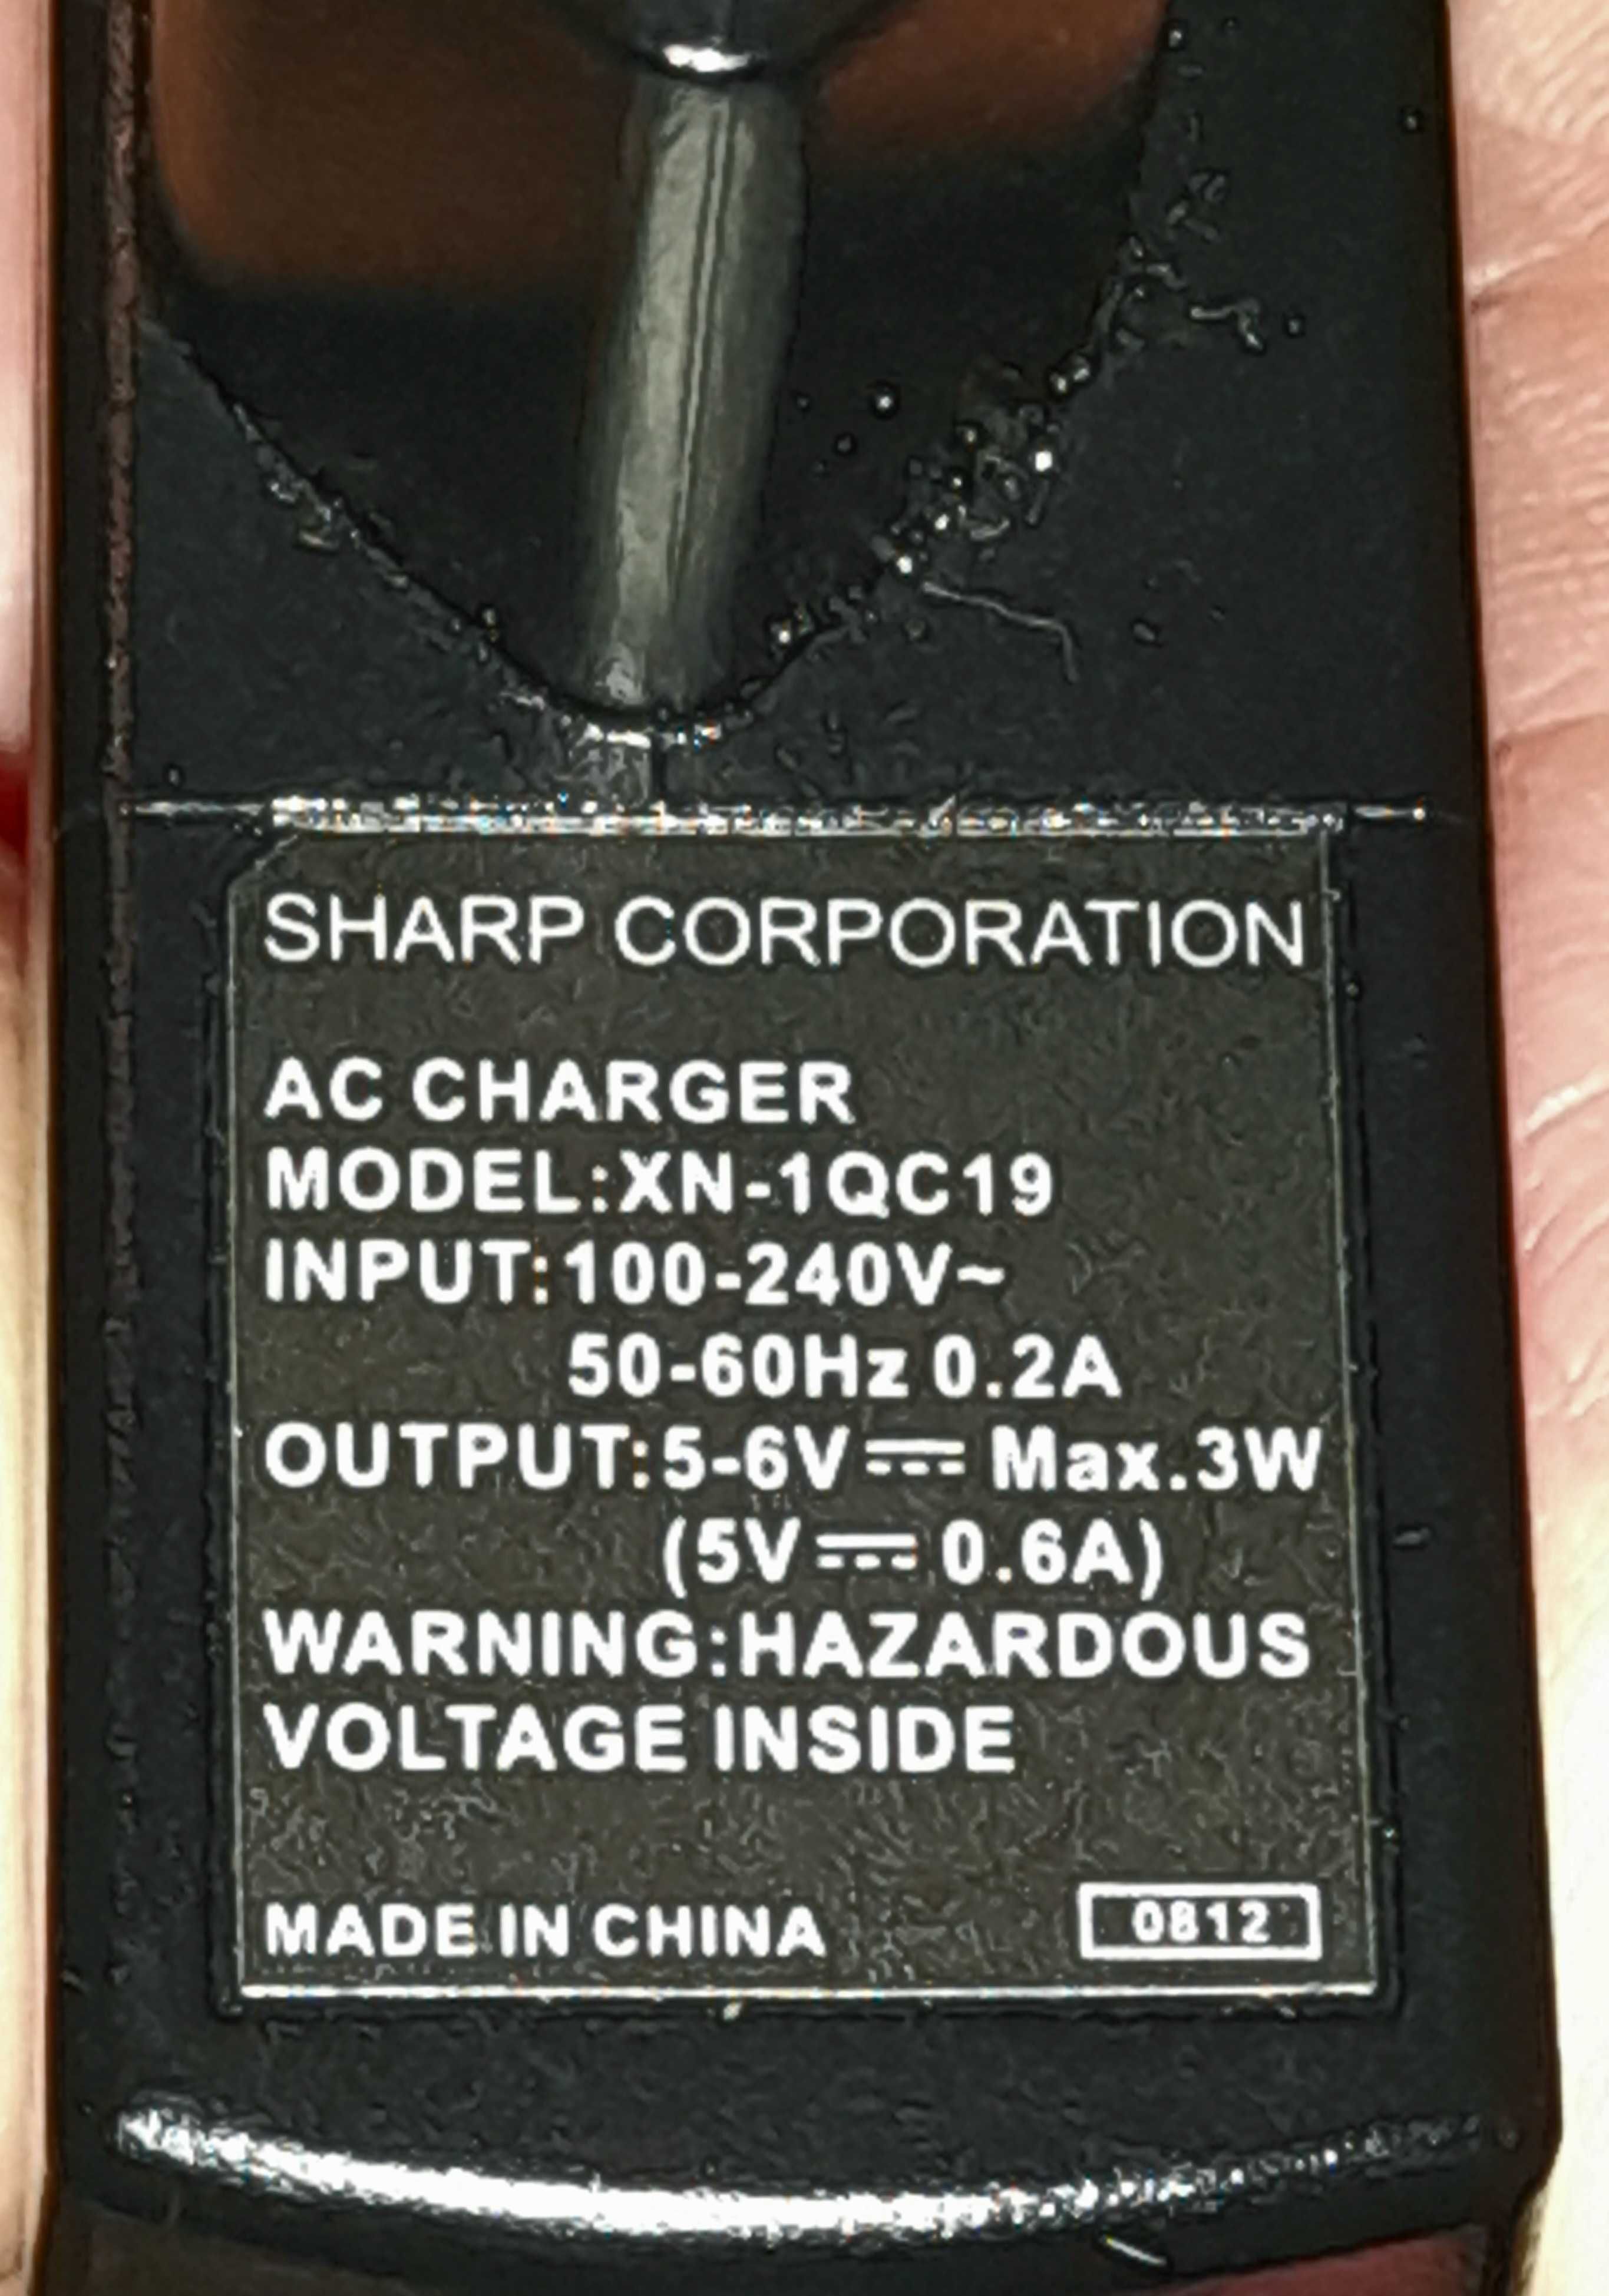 SHARP CORPORATION
AC CHARGER
MODEL:XN-1QC19
INPUT:100-240V~
50-60Hz 0.2A
OUTPUT:5-6V⎓ Max.3W
(5V⎓0.6A)
WARNING:HAZARDOUS
VOLTAGE INSIDE
MADE IN CHINA 0812